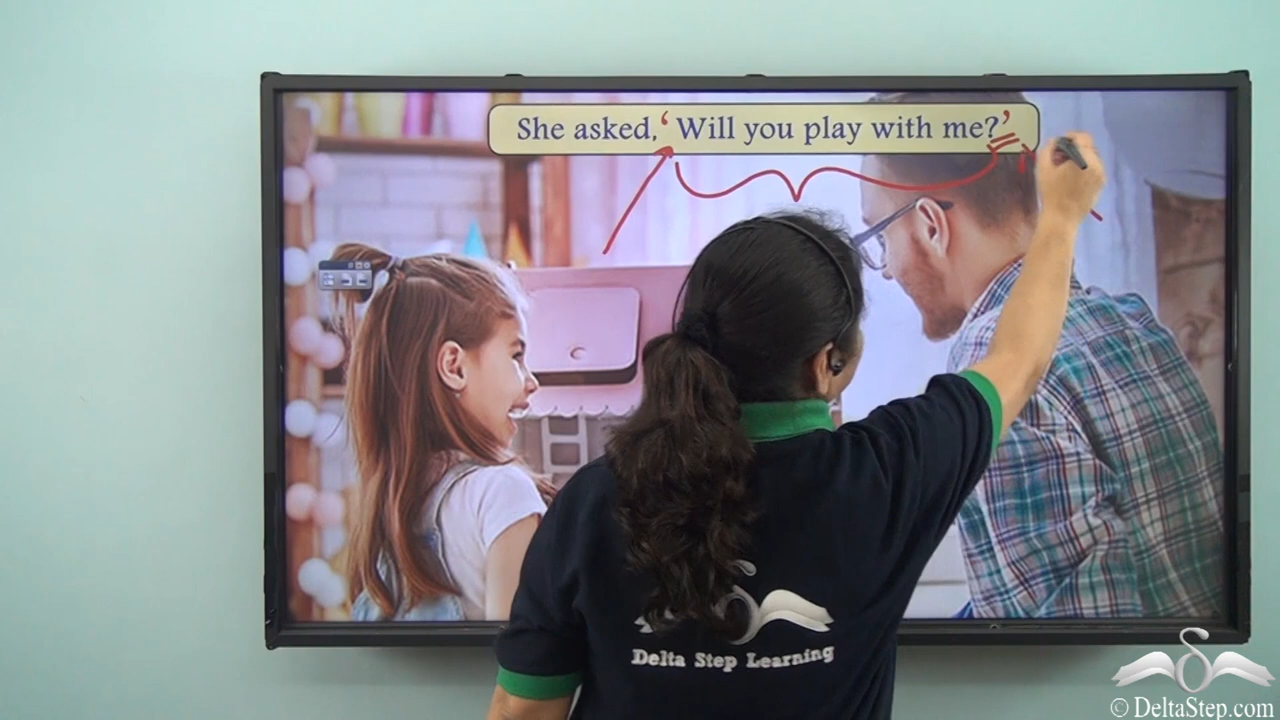 She asked, ‘Will you play with me?’
Delta Step Learning
© DeltaStep.com